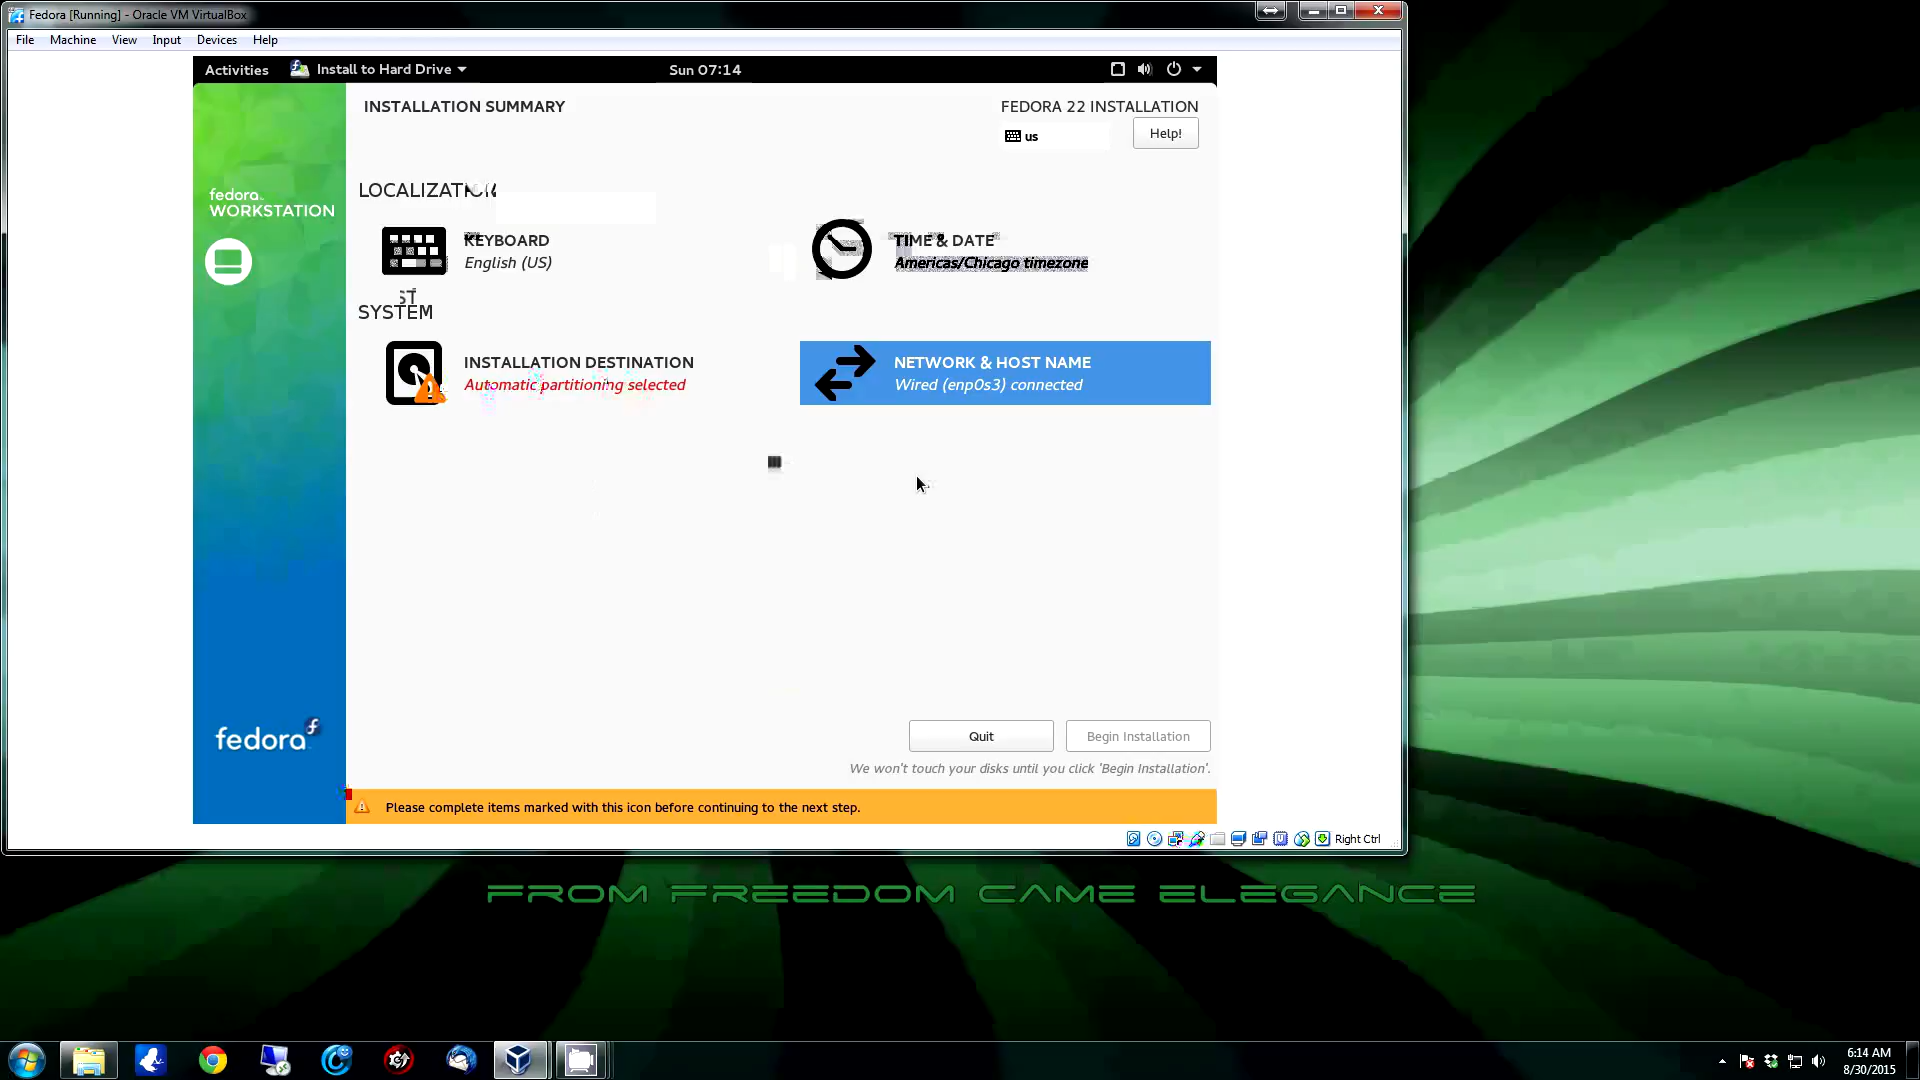 Fedora [Running] - Oracle VM VirtualBox
File Machine View Input Devices Help
Activities Install to Hard Drive Sun 07:14
INSTALLATION SUMMARY
FEDORA 22 INSTALLATION
us
Help!
fedora
WORKSTATION
LOCALIZATION
KEYBOARD
English (US)
TIME & DATE
Americas/Chicago timezone
ST
SYSTEM
INSTALLATION DESTINATION
Automatic partitioning selected
NETWORK & HOST NAME
Wired (enp0s3) connected
fedora
Quit
Begin Installation
We won't touch your disks until you click 'Begin Installation'.
Please complete items marked with this icon before continuing to the next step.
Right Ctrl
FROM FREEDOM CAME ELEGANCE
6:14 AM
8/30/2015